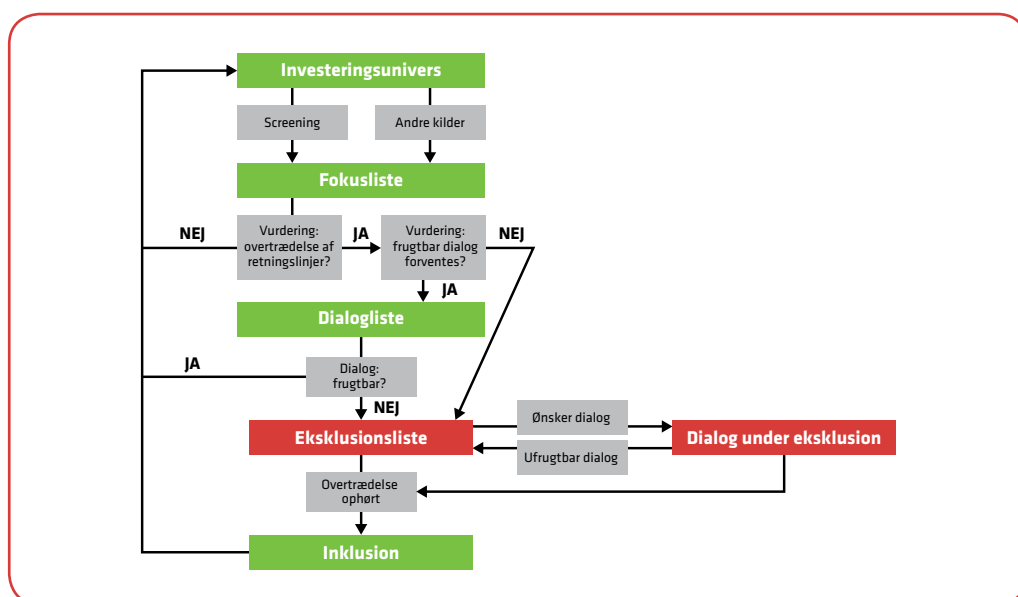 Investeringsunivers
Screening
Andre kilder
Fokusliste
NEJ
Vurdering:
overtrædelse af
retningslinjer?
JA
Vurdering:
frugtbar dialog
forventes?
NEJ
JA
Dialogliste
JA
Dialog:
frugtbar?
NEJ
Eksklusionsliste
Ønsker dialog
Ufrugtbar dialog
Dialog under eksklusion
Overtrædelse
ophørt
Inklusion